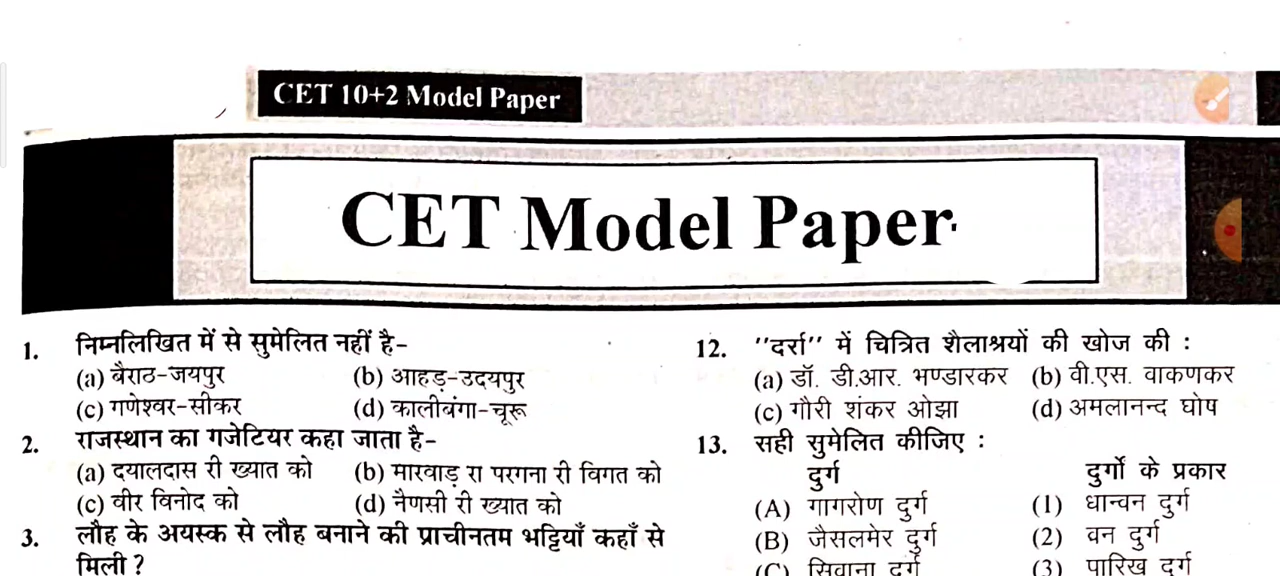 CET 10+2 Model Paper
CET Model Paper
1. निम्नलिखित में से सुमेलित नहीं है-
(a) बैराठ-जयपुर (b) आहड़-उदयपुर
(c) गणेश्वर-सीकर (d) कालीबंगा-चूरू
2. राजस्थान का गजेटियर कहा जाता है-
(a) दयालदास री ख्यात को (b) मारवाड़ रा परगना री विगत को
(c) वीर विनोद को (d) नैणसी री ख्यात को
3. लौह के अयस्क से लौह बनाने की प्राचीनतम भट्टियाँ कहाँ से
मिली ?
12. ''दर्रा'' में चित्रित शैलाश्रयों की खोज की :
(a) डॉ. डी.आर. भण्डारकर (b) वी.एस. वाकणकर
(c) गौरी शंकर ओझा (d) अमलानन्द घोष
13. सही सुमेलित कीजिए :
दुर्ग दुर्गो के प्रकार
(A) गागरोण दुर्ग (1) धान्वन दुर्ग
(B) जैसलमेर दुर्ग (2) वन दुर्ग
(C) सिवाना दुर्ग (3) पारिख दुर्ग